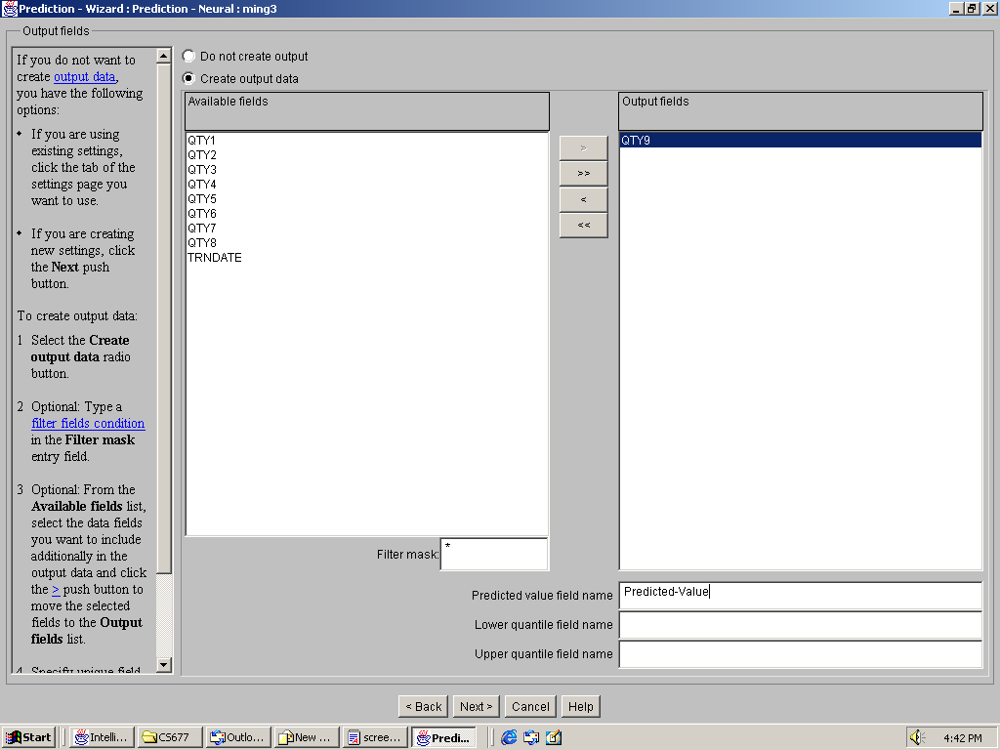 Prediction - Wizard : Prediction - Neural : ming3
Output fields
If you do not want to
create output data,
you have the following
options:
• If you are using
existing settings,
click the tab of the
settings page you
want to use.
• If you are creating
new settings, click
the Next push
button.
To create output data:
1 Select the Create
output data radio
button.
2 Optional: Type a
filter fields condition
in the Filter mask
entry field.
3 Optional: From the
Available fields list,
select the data fields
you want to include
additionally in the
output data and click
the > push button to
move the selected
fields to the Output
fields list.
4 Specify unique field
Do not create output
Create output data
Available fields
QTY1
QTY2
QTY3
QTY4
QTY5
QTY6
QTY7
QTY8
TRNDATE
>
>>
<
<<
Output fields
QTY9
Filter mask: *
Predicted value field name Predicted-Value
Lower quantile field name
Upper quantile field name
< Back Next > Cancel Help
Start Intelli... CS677 Outlo... New ... scree... Predi... 4:42 PM